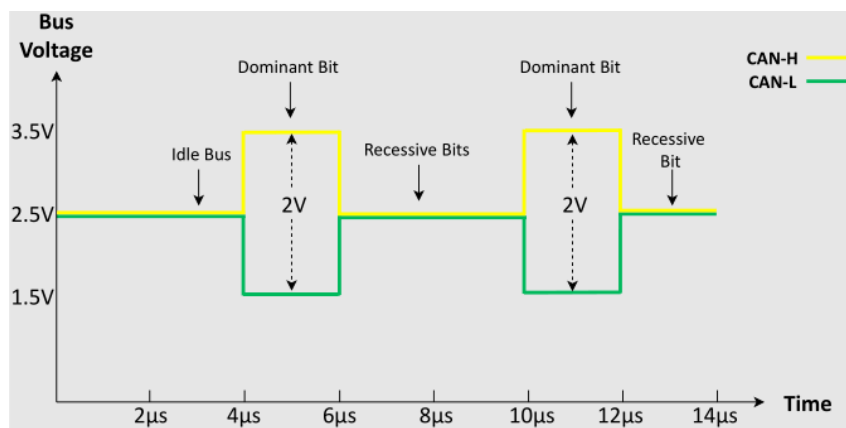 Bus
Voltage
CAN-H
CAN-L
Dominant Bit
Dominant Bit
3.5V
Idle Bus
Recessive Bits
Recessive
Bit
2V
2V
2.5V
1.5V
2µs
4µs
6µs
8µs
10µs
12µs
14µs
Time